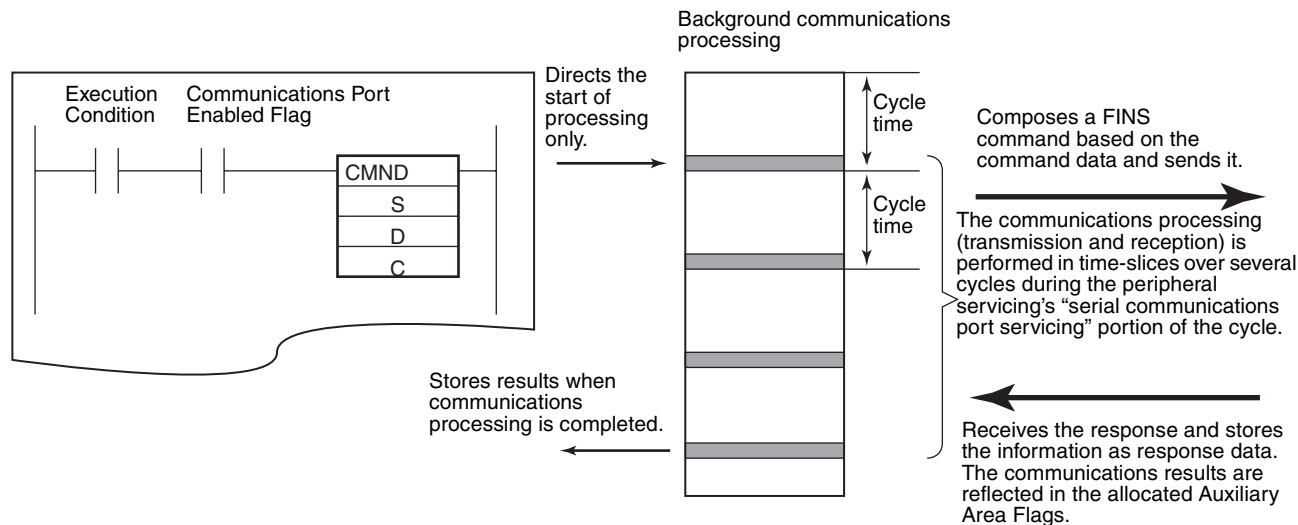 Background communications
processing
Execution
Condition
Communications Port
Enabled Flag
CMND
S
D
C
Directs the
start of
processing
only.
Cycle
time
Cycle
time
Composes a FINS
command based on the
command data and sends it.
The communications processing
(transmission and reception) is
performed in time-slices over several
cycles during the peripheral
servicing’s “serial communications
port servicing” portion of the cycle.
Stores results when
communications
processing is completed.
Receives the response and stores
the information as response data.
The communications results are
reflected in the allocated Auxiliary
Area Flags.